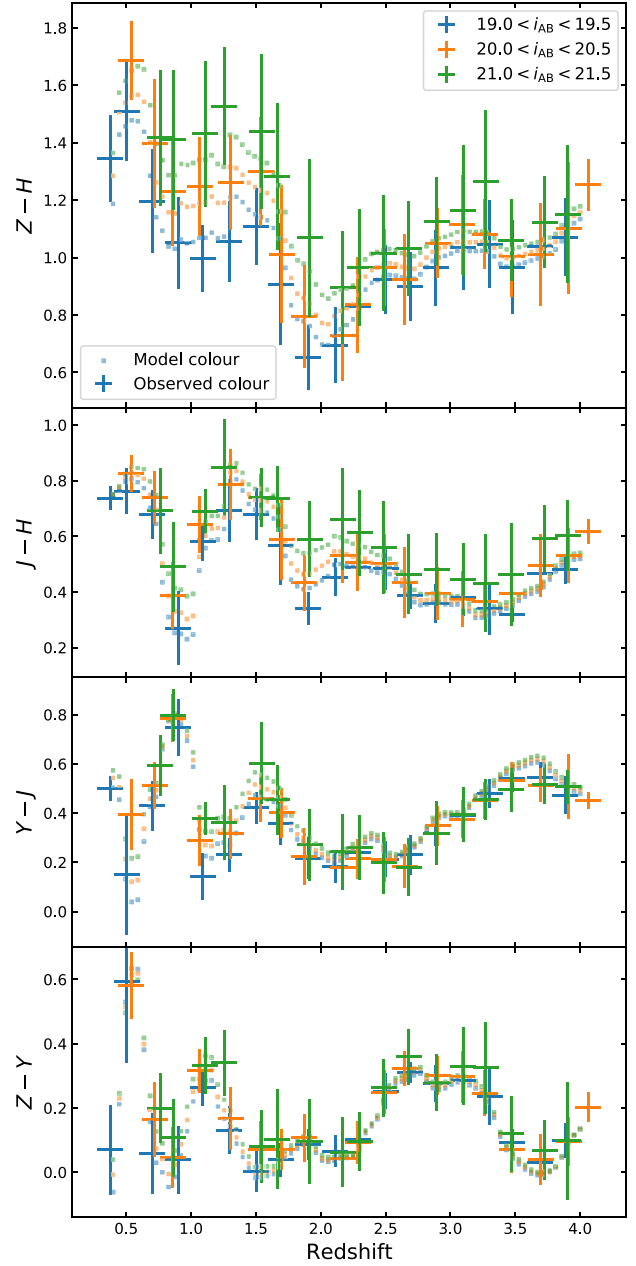 19.0 < i_AB < 19.5
20.0 < i_AB < 20.5
21.0 < i_AB < 21.5
1.8
1.6
1.4
1.2
1.0
0.8
0.6
Z − H
Model colour
Observed colour
1.0
0.8
0.6
0.4
0.2
J − H
0.8
0.6
0.4
0.2
0.0
Y − J
0.6
0.4
0.2
0.0
Z − Y
0.5 1.0 1.5 2.0 2.5 3.0 3.5 4.0
Redshift